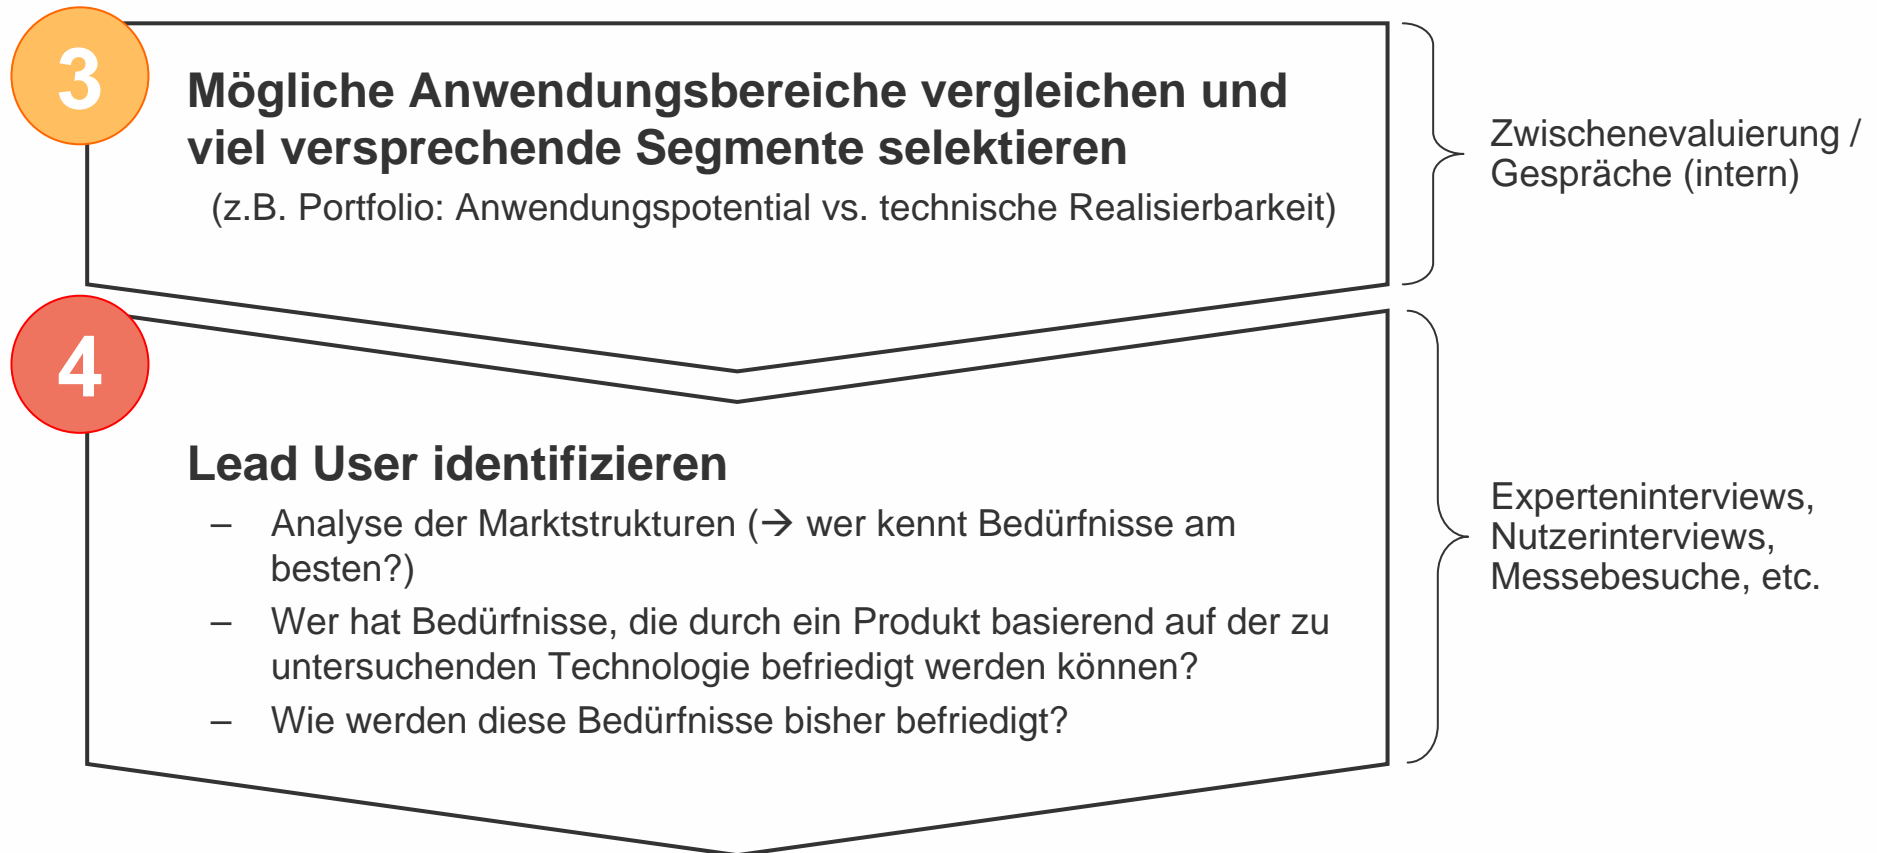 3
Mögliche Anwendungsbereiche vergleichen und
viel versprechende Segmente selektieren
(z.B. Portfolio: Anwendungspotential vs. technische Realisierbarkeit)
Zwischenevaluierung /
Gespräche (intern)
4
Lead User identifizieren
– Analyse der Marktstrukturen (→ wer kennt Bedürfnisse am
besten?)
– Wer hat Bedürfnisse, die durch ein Produkt basierend auf der zu
untersuchenden Technologie befriedigt werden können?
– Wie werden diese Bedürfnisse bisher befriedigt?
Experteninterviews,
Nutzerinterviews,
Messebesuche, etc.